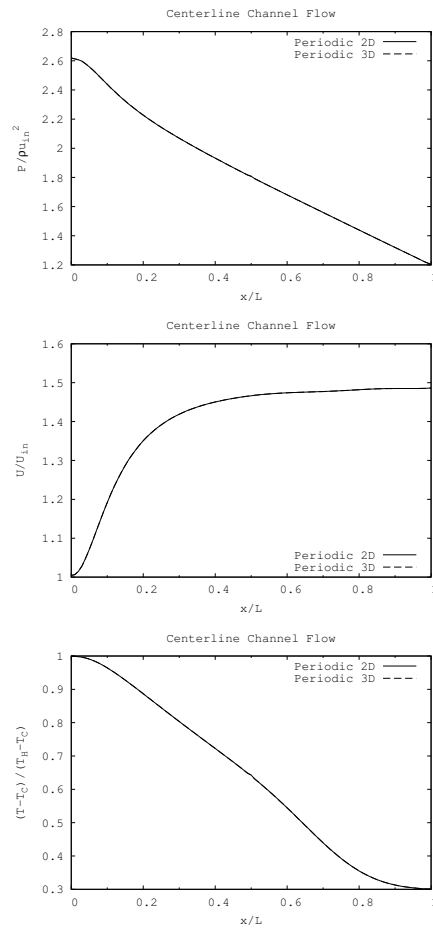 Centerline Channel Flow
2.8
2.6
2.4
2.2
2
1.8
1.6
1.4
1.2
P/ρu_in^2
Periodic 2D
Periodic 3D
0 0.2 0.4 0.6 0.8 1
x/L
Centerline Channel Flow
1.6
1.5
1.4
1.3
1.2
1.1
1
U/U_in
Periodic 2D
Periodic 3D
0 0.2 0.4 0.6 0.8 1
x/L
Centerline Channel Flow
1
0.9
0.8
0.7
0.6
0.5
0.4
0.3
(T-T_C)/(T_H-T_C)
Periodic 2D
Periodic 3D
0 0.2 0.4 0.6 0.8 1
x/L